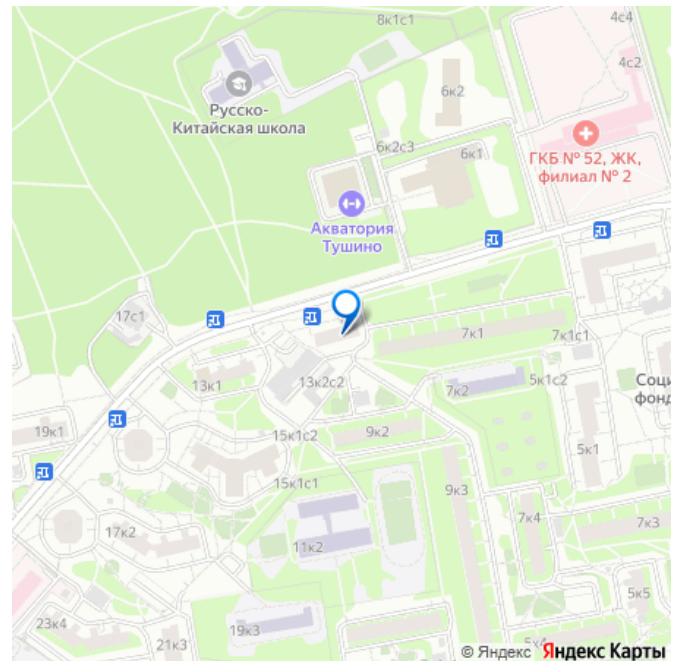 8к1с1
4с4
4с2
6к2
Русско-
Китайская школа
6к2с3
6к1
ГКБ № 52, ЖК,
филиал № 2
Акватория
Тушино
17с1
7к1
7к1с1
13к1
13к2с2
7к2
5к1с2
Соци
фонд
19к1
15к1с2
9к2
5к1
15к1с1
9к3
7к4
7к3
17к2
11к2
5к5
23к4
21к3
19к3
5к4
© Яндекс Яндекс Карты